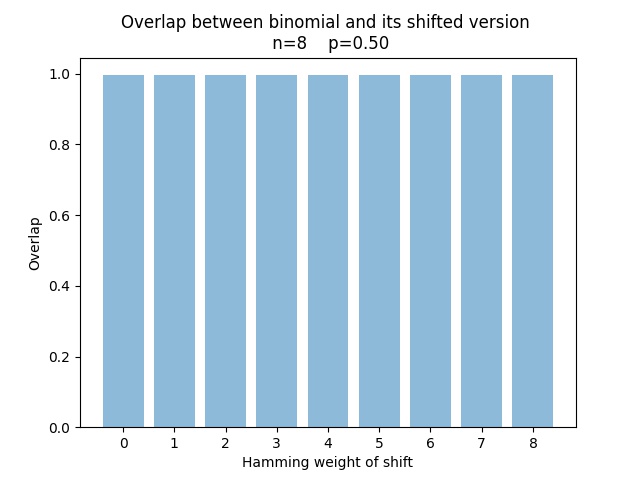 Overlap between binomial and its shifted version
n=8    p=0.50
1.0
0.8
0.6
0.4
0.2
0.0
Overlap
0 1 2 3 4 5 6 7 8
Hamming weight of shift